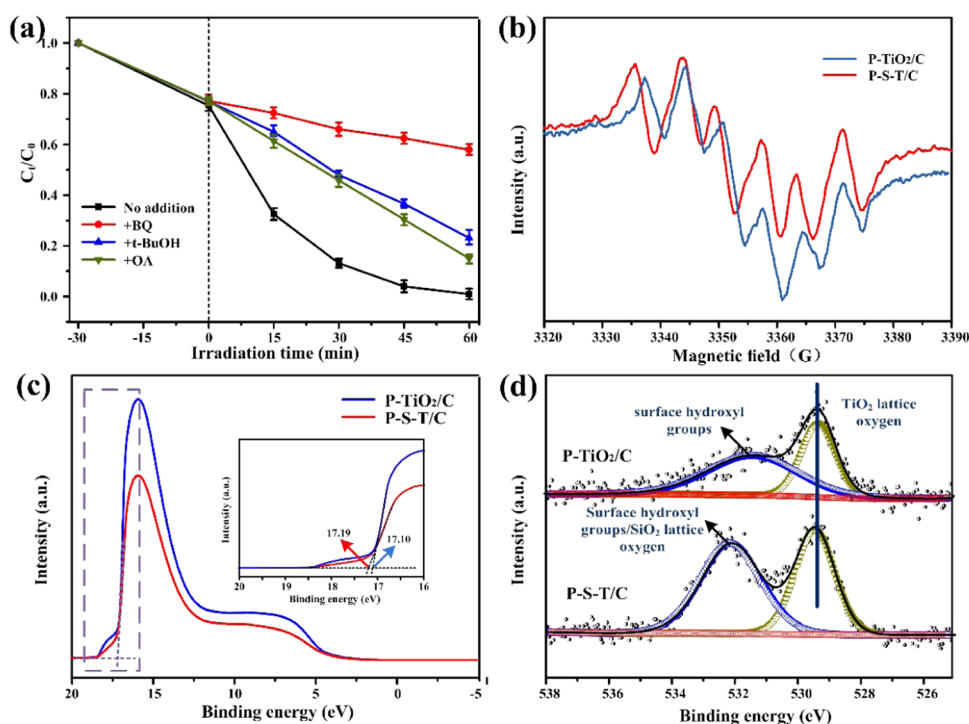 (a)
1.0
0.8
0.6
0.4
0.2
0.0
Cₜ/C₀
No addition
+BQ
+t-BuOH
+OA
-30 0 15 30 45 60
Irradiation time (min)
(b)
P-TiO₂/C
P-S-T/C
Intensity (a.u.)
3320 3330 3340 3350 3360 3370 3380 3390
Magnetic field（G）
(c)
P-TiO₂/C
P-S-T/C
Intensity (a.u.)
Intensity (a.u.)
17.19
17.10
20 19 18 17 16
Binding energy (eV)
20 15 10 5 0 -5
Binding energy (eV)
(d)
surface hydroxyl
groups
TiO₂ lattice
oxygen
P-TiO₂/C
Surface hydroxyl
groups/SiO₂ lattice
oxygen
P-S-T/C
Intensity (a.u.)
538 536 534 532 530 528 526
Binding energy (eV)